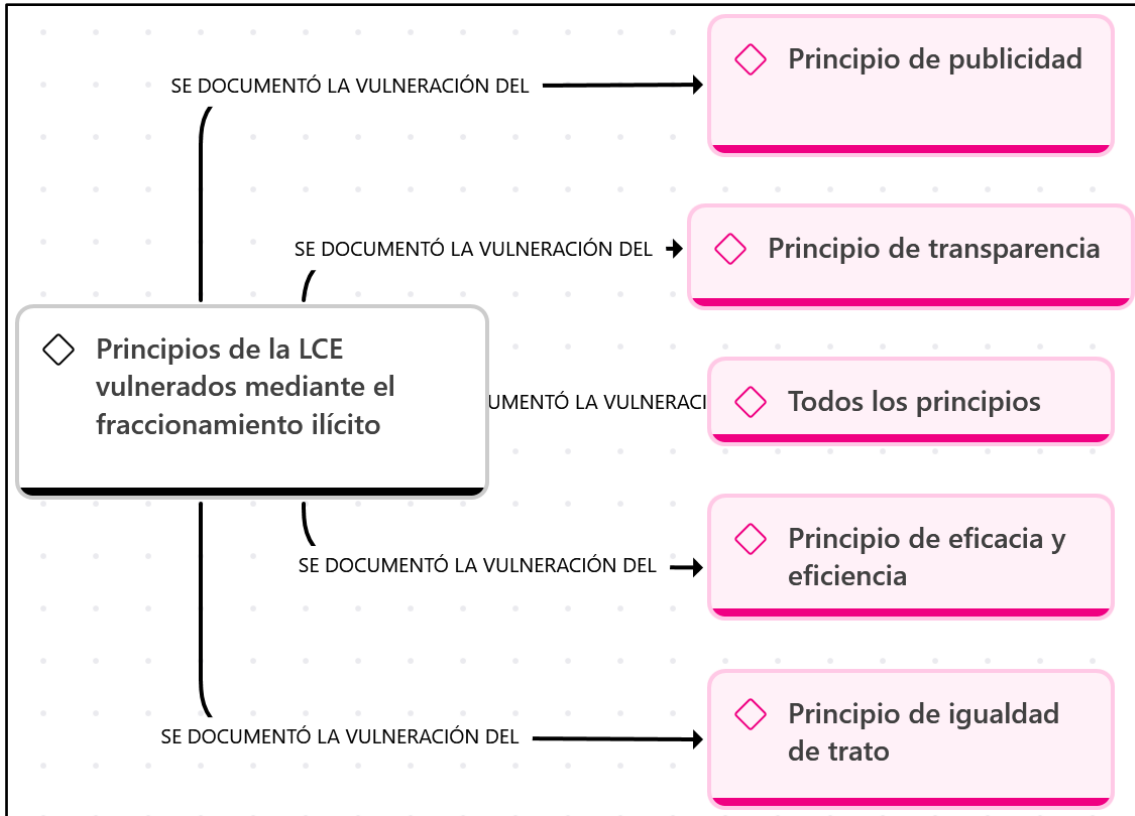 SE DOCUMENTÓ LA VULNERACIÓN DEL
Principio de publicidad
SE DOCUMENTÓ LA VULNERACIÓN DEL
Principio de transparencia
Principios de la LCE
vulnerados mediante el
fraccionamiento ilícito
UMENTÓ LA VULNERACI
Todos los principios
SE DOCUMENTÓ LA VULNERACIÓN DEL
Principio de eficacia y
eficiencia
SE DOCUMENTÓ LA VULNERACIÓN DEL
Principio de igualdad
de trato